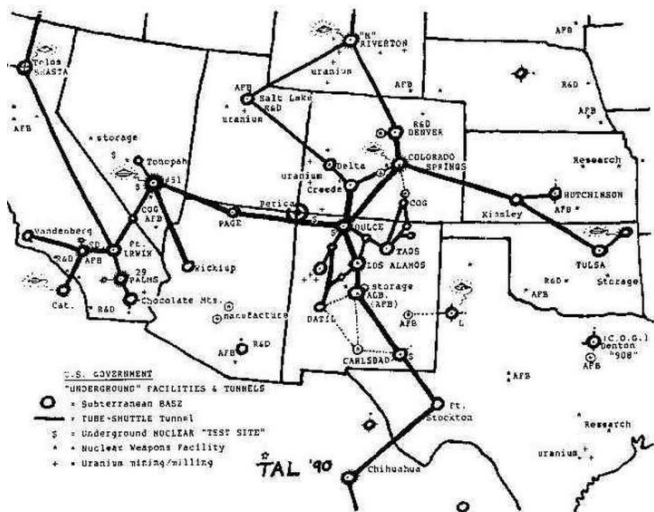 AFB
"N"
RIVERTON
Telos
SHASTA
uranium
AFB
R&D
AFB
Salt Lake
R&D
AFB
uranium
R&D
DENVER
AFB
storage
Tonopah
S
51
Delta
COLORADO
SPRINGS
Research
uranium
Creede
COG
HUTCHINSON
AFB
Kinsley
COG
AFB
PAGE
S
DULCE
TAOS
Vandenberg
R&D
AFB
Ft.
IRWIN
Wickiup
LOS ALAMOS
TULSA
Storage
29
PALMS
storage
ALB.
(AFB)
R&D
AFB
Cat.
R&D
Chocolate Mts.
manufacture
DATIL
AFB
L
R&D
AFB
CARLSBAD
S
(C.O.G.)
Denton
"908"
AFB
U.S. GOVERNMENT
"UNDERGROUND" FACILITIES & TUNNELS
= Subterranean BASE
= TUBE-SHUTTLE Tunnel
S = Underground NUCLEAR "TEST SITE"
* = Nuclear Weapons Facility
+ = Uranium mining/milling
AFB
Ft.
Stockton
Research
uranium
TAL '90
Chihuahua